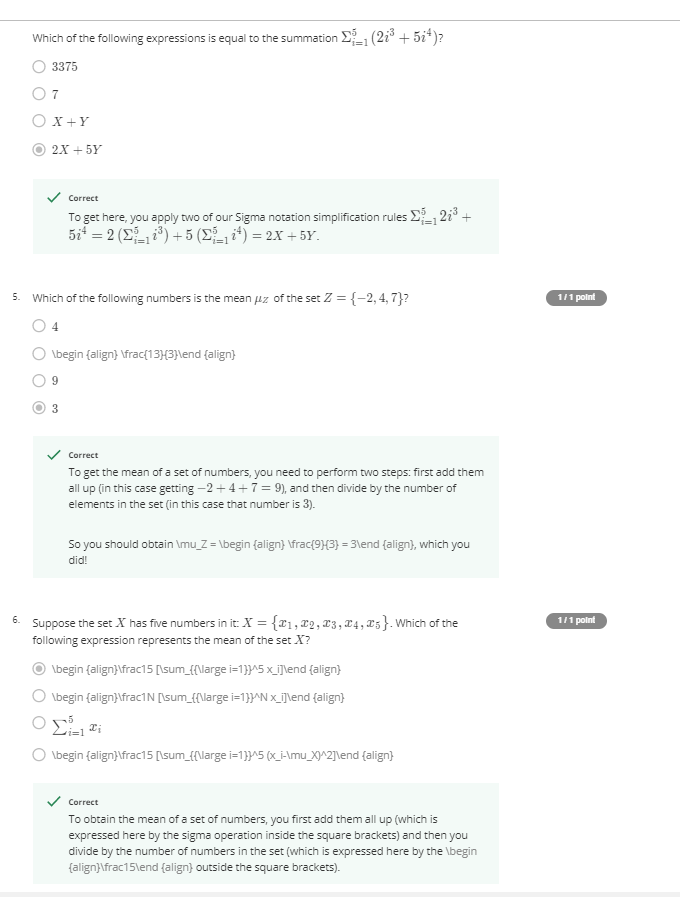 Which of the following expressions is equal to the summation Σ⁵ᵢ₌₁(2i³ + 5i⁴)?
3375
7
X + Y
2X + 5Y
Correct
To get here, you apply two of our Sigma notation simplification rules Σ⁵ᵢ₌₁ 2i³ +
5i⁴ = 2 (Σ⁵ᵢ₌₁ i³) + 5 (Σ⁵ᵢ₌₁ i⁴) = 2X + 5Y.
5. Which of the following numbers is the mean μ_Z of the set Z = {−2, 4, 7}?
1 / 1 point
4
\begin {align} \frac{13}{3}\end {align}
9
3
Correct
To get the mean of a set of numbers, you need to perform two steps: first add them
all up (in this case getting −2 + 4 + 7 = 9), and then divide by the number of
elements in the set (in this case that number is 3).
So you should obtain \mu_Z = \begin {align} \frac{9}{3} = 3\end {align}, which you
did!
6. Suppose the set X has five numbers in it: X = {x₁, x₂, x₃, x₄, x₅}. Which of the
1 / 1 point
following expression represents the mean of the set X?
\begin {align}\frac15 [\sum_{{\large i=1}}^5 x_i]\end {align}
\begin {align}\frac1N [\sum_{{\large i=1}}^N x_i]\end {align}
Σ⁵ᵢ₌₁ xᵢ
\begin {align}\frac15 [\sum_{{\large i=1}}^5 (x_i-\mu_X)^2]\end {align}
Correct
To obtain the mean of a set of numbers, you first add them all up (which is
expressed here by the sigma operation inside the square brackets) and then you
divide by the number of numbers in the set (which is expressed here by the \begin
{align}\frac15\end {align} outside the square brackets).